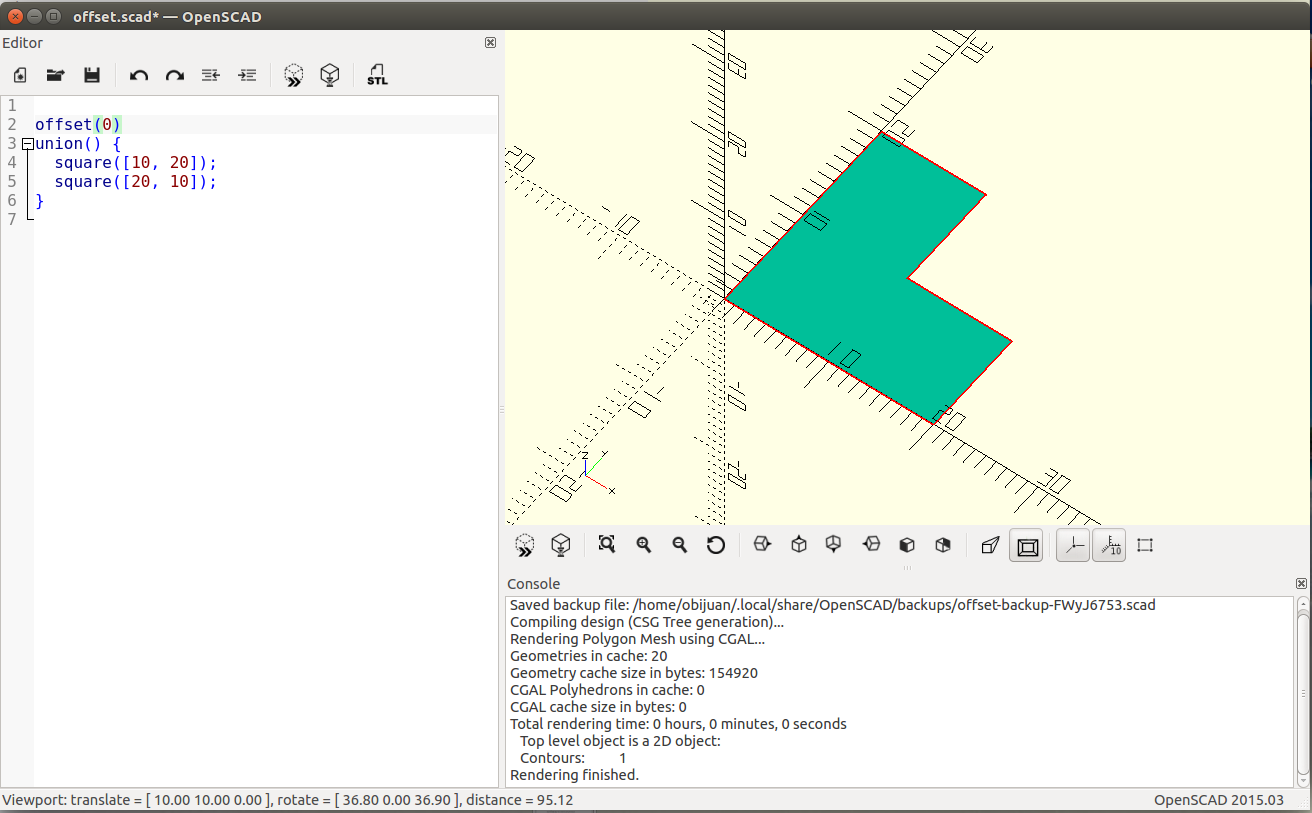 offset.scad* — OpenSCAD
Editor
STL
1
2 offset(0)
3 union() {
4 square([10, 20]);
5 square([20, 10]);
6 }
7
20
10
10
20
10
20
30
10
20
z
y
x
10
Console
Saved backup file: /home/obijuan/.local/share/OpenSCAD/backups/offset-backup-FWyJ6753.scad
Compiling design (CSG Tree generation)...
Rendering Polygon Mesh using CGAL...
Geometries in cache: 20
Geometry cache size in bytes: 154920
CGAL Polyhedrons in cache: 0
CGAL cache size in bytes: 0
Total rendering time: 0 hours, 0 minutes, 0 seconds
Top level object is a 2D object:
Contours: 1
Rendering finished.
Viewport: translate = [ 10.00 10.00 0.00 ], rotate = [ 36.80 0.00 36.90 ], distance = 95.12
OpenSCAD 2015.03